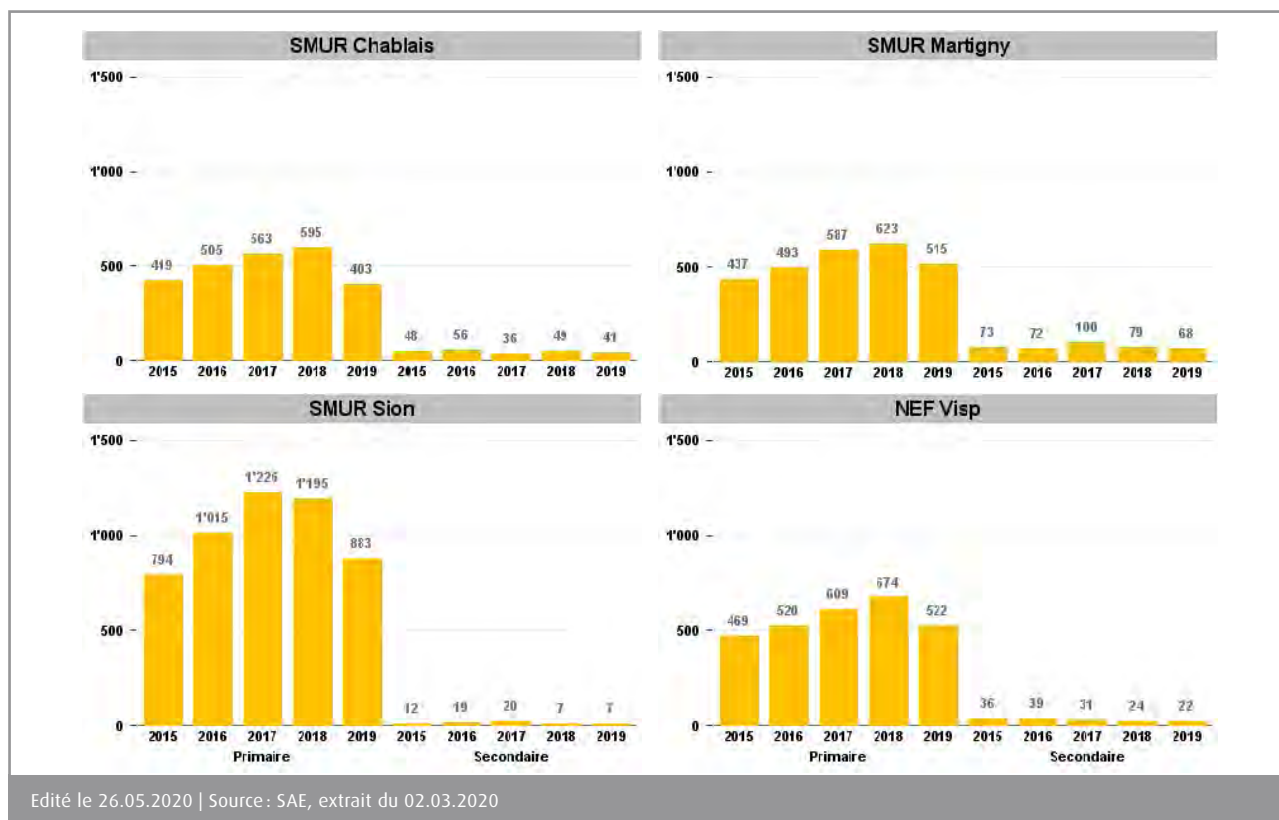 SMUR Chablais
1'500
1'000
500
0
419 505 563 595 403 48 56 36 49 41
2015 2016 2017 2018 2019 2015 2016 2017 2018 2019
SMUR Martigny
1'500
1'000
500
0
437 493 587 623 515 73 72 100 79 68
2015 2016 2017 2018 2019 2015 2016 2017 2018 2019
SMUR Sion
1'500
1'000
500
0
794 1'015 1'226 1'195 883 12 19 20 7 7
2015 2016 2017 2018 2019 2015 2016 2017 2018 2019
Primaire Secondaire
NEF Visp
1'500
1'000
500
0
469 520 609 674 522 36 39 31 24 22
2015 2016 2017 2018 2019 2015 2016 2017 2018 2019
Primaire Secondaire
Edité le 26.05.2020 | Source : SAE, extrait du 02.03.2020